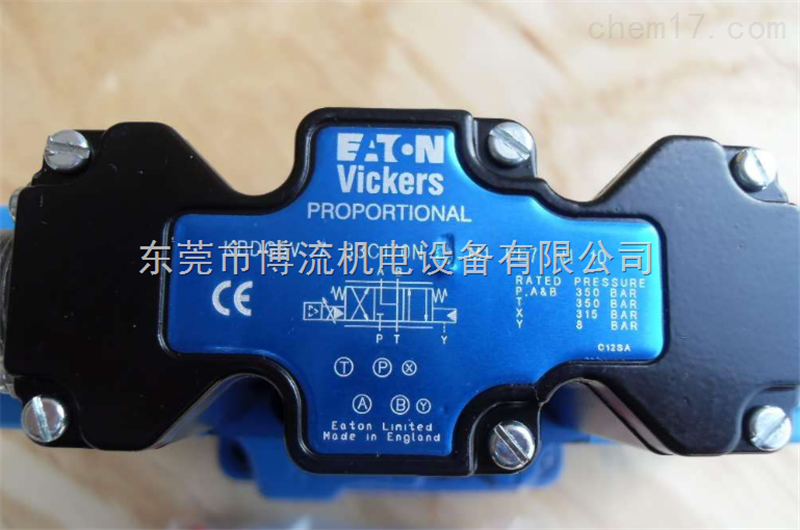 chem17.com
EATON
Vickers
PROPORTIONAL
东莞市博流机电设备有限公司
A B
CE
RATED PRESSURE
P, A&B 350 BAR
T 350 BAR
X 315 BAR
Y 8 BAR
P T Y
C12SA
T P X
A B Y
Eaton Limited
Made in England